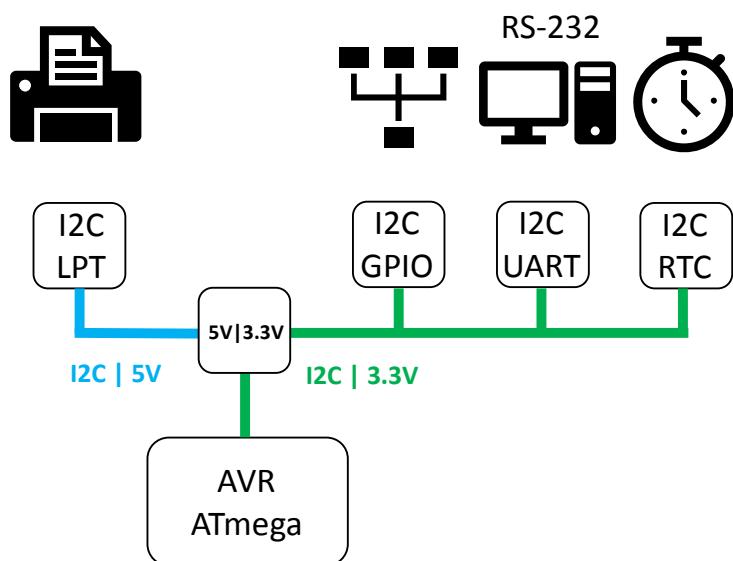 RS-232
I2C
LPT
I2C
GPIO
I2C
UART
I2C
RTC
5V|3.3V
I2C | 5V
I2C | 3.3V
AVR
ATmega